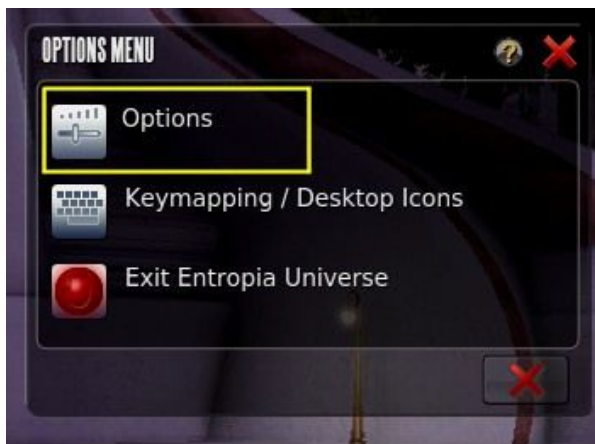 OPTIONS MENU
?
Options
Keymapping / Desktop Icons
Exit Entropia Universe